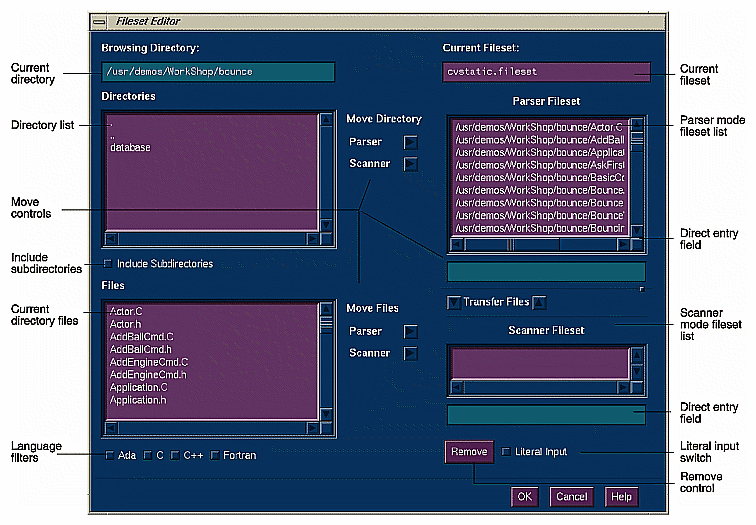 Fileset Editor
Browsing Directory:
Current Fileset:
Current directory
/usr/demos/WorkShop/bounce
cvstatic.fileset
Current fileset
Directories
Parser Fileset
Directory list
.
..
database
Move Directory
Parser
Scanner
/usr/demos/WorkShop/bounce/Actor.C
/usr/demos/WorkShop/bounce/AddBall
/usr/demos/WorkShop/bounce/Applicat
/usr/demos/WorkShop/bounce/AskFirst
/usr/demos/WorkShop/bounce/BasicCo
/usr/demos/WorkShop/bounce/Bounce.
/usr/demos/WorkShop/bounce/Bounce
/usr/demos/WorkShop/bounce/Bounce
/usr/demos/WorkShop/bounce/Bouncir
Parser mode fileset list
Move controls
Direct entry field
Include subdirectories
Include Subdirectories
Files
Current directory files
Actor.C
Actor.h
AddBallCmd.C
AddBallCmd.h
AddEngineCmd.C
AddEngineCmd.h
Application.C
Application.h
Move Files
Parser
Scanner
Transfer Files
Scanner Fileset
Scanner mode fileset list
Direct entry field
Language filters
Ada
C
C++
Fortran
Remove
Literal Input
Literal input switch
Remove control
OK
Cancel
Help